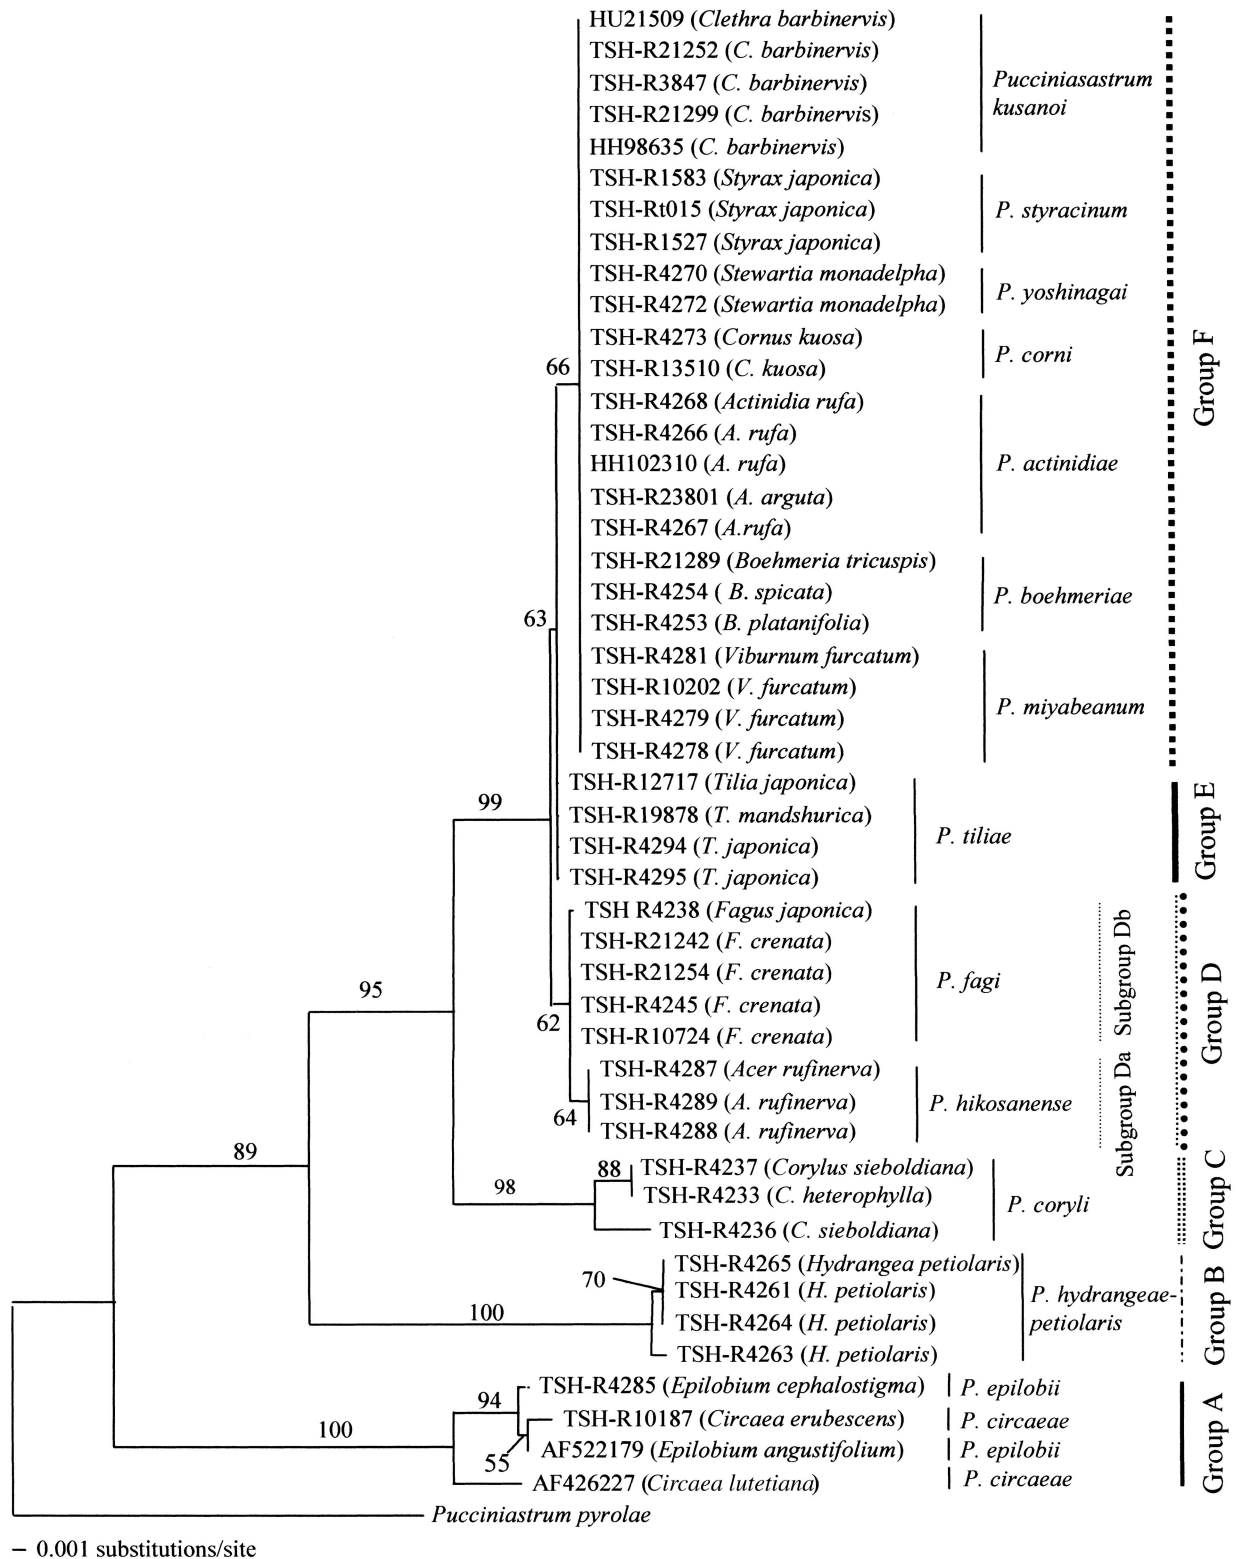 HU21509 (Clethra barbinervis)
TSH-R21252 (C. barbinervis)
TSH-R3847 (C. barbinervis)
TSH-R21299 (C. barbinervis)
HH98635 (C. barbinervis)
Pucciniasastrum
kusanoi
TSH-R1583 (Styrax japonica)
TSH-Rt015 (Styrax japonica)
TSH-R1527 (Styrax japonica)
P. styracinum
TSH-R4270 (Stewartia monadelpha)
TSH-R4272 (Stewartia monadelpha)
P. yoshinagai
TSH-R4273 (Cornus kuosa)
TSH-R13510 (C. kuosa)
P. corni
66
TSH-R4268 (Actinidia rufa)
TSH-R4266 (A. rufa)
HH102310 (A. rufa)
TSH-R23801 (A. arguta)
TSH-R4267 (A.rufa)
P. actinidiae
TSH-R21289 (Boehmeria tricuspis)
TSH-R4254 ( B. spicata)
TSH-R4253 (B. platanifolia)
P. boehmeriae
63
TSH-R4281 (Viburnum furcatum)
TSH-R10202 (V. furcatum)
TSH-R4279 (V. furcatum)
TSH-R4278 (V. furcatum)
P. miyabeanum
Group F
TSH-R12717 (Tilia japonica)
TSH-R19878 (T. mandshurica)
TSH-R4294 (T. japonica)
TSH-R4295 (T. japonica)
P. tiliae
Group E
99
TSH R4238 (Fagus japonica)
TSH-R21242 (F. crenata)
TSH-R21254 (F. crenata)
TSH-R4245 (F. crenata)
TSH-R10724 (F. crenata)
P. fagi
Subgroup Db
95
62
TSH-R4287 (Acer rufinerva)
TSH-R4289 (A. rufinerva)
TSH-R4288 (A. rufinerva)
P. hikosanense
Subgroup Da
Group D
64
89
88
TSH-R4237 (Corylus sieboldiana)
TSH-R4233 (C. heterophylla)
TSH-R4236 (C. sieboldiana)
P. coryli
Group C
98
TSH-R4265 (Hydrangea petiolaris)
TSH-R4261 (H. petiolaris)
TSH-R4264 (H. petiolaris)
TSH-R4263 (H. petiolaris)
P. hydrangeae-
petiolaris
Group B
70
100
TSH-R4285 (Epilobium cephalostigma)
P. epilobii
94
TSH-R10187 (Circaea erubescens)
P. circaeae
100
AF522179 (Epilobium angustifolium)
P. epilobii
55
AF426227 (Circaea lutetiana)
P. circaeae
Group A
Pucciniastrum pyrolae
0.001 substitutions/site